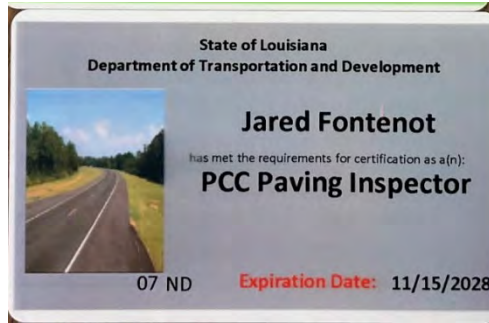 State of Louisiana
Department of Transportation and Development
Jared Fontenot
has met the requirements for certification as a(n):
PCC Paving Inspector
07 ND
Expiration Date: 11/15/2028